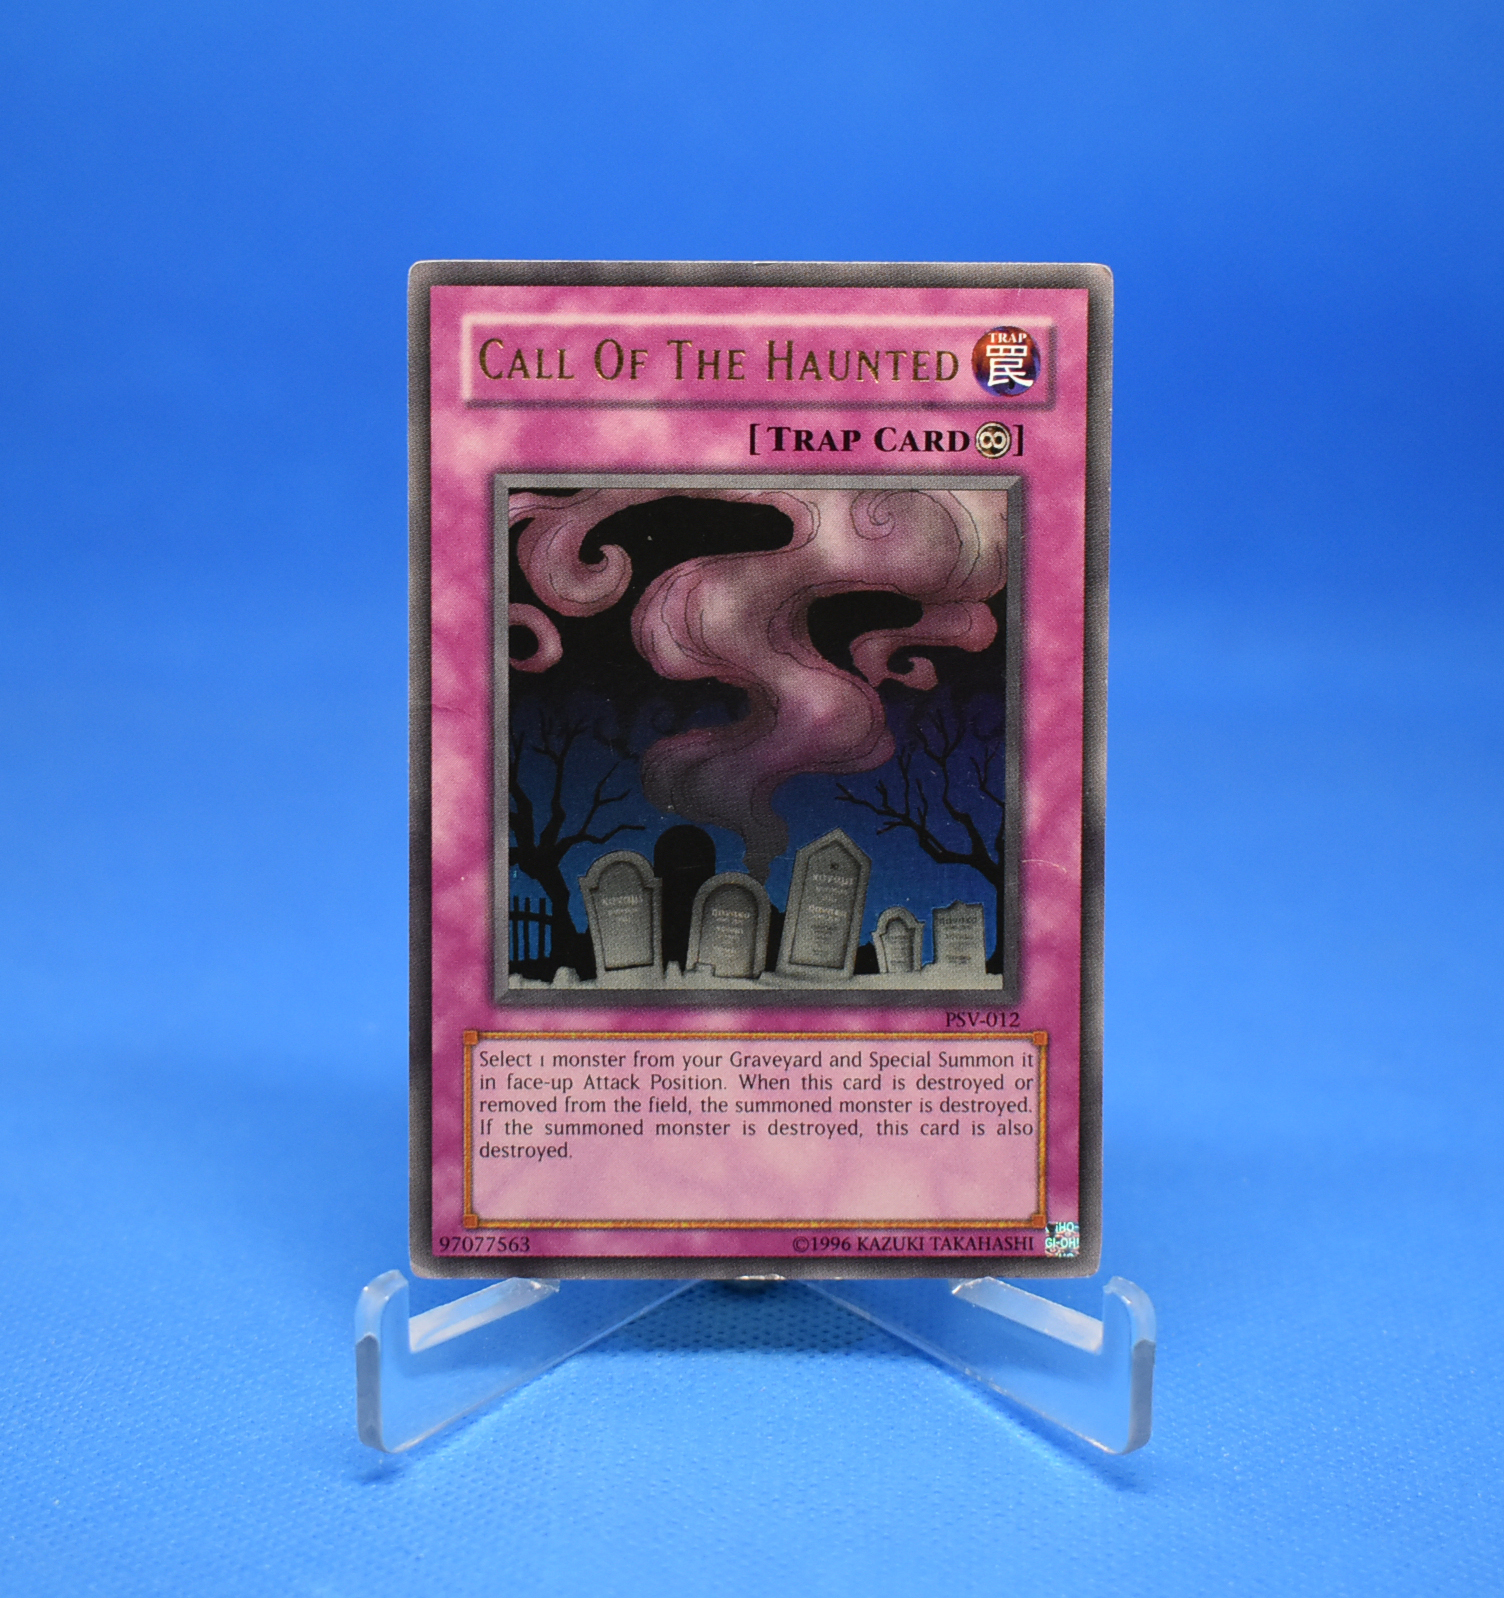 CALL OF THE HAUNTED
TRAP
罠
[TRAP CARD]
PSV-012
Select 1 monster from your Graveyard and Special Summon it
in face-up Attack Position. When this card is destroyed or
removed from the field, the summoned monster is destroyed.
If the summoned monster is destroyed, this card is also
destroyed.
97077563
©1996 KAZUKI TAKAHASHI
GI-OH!